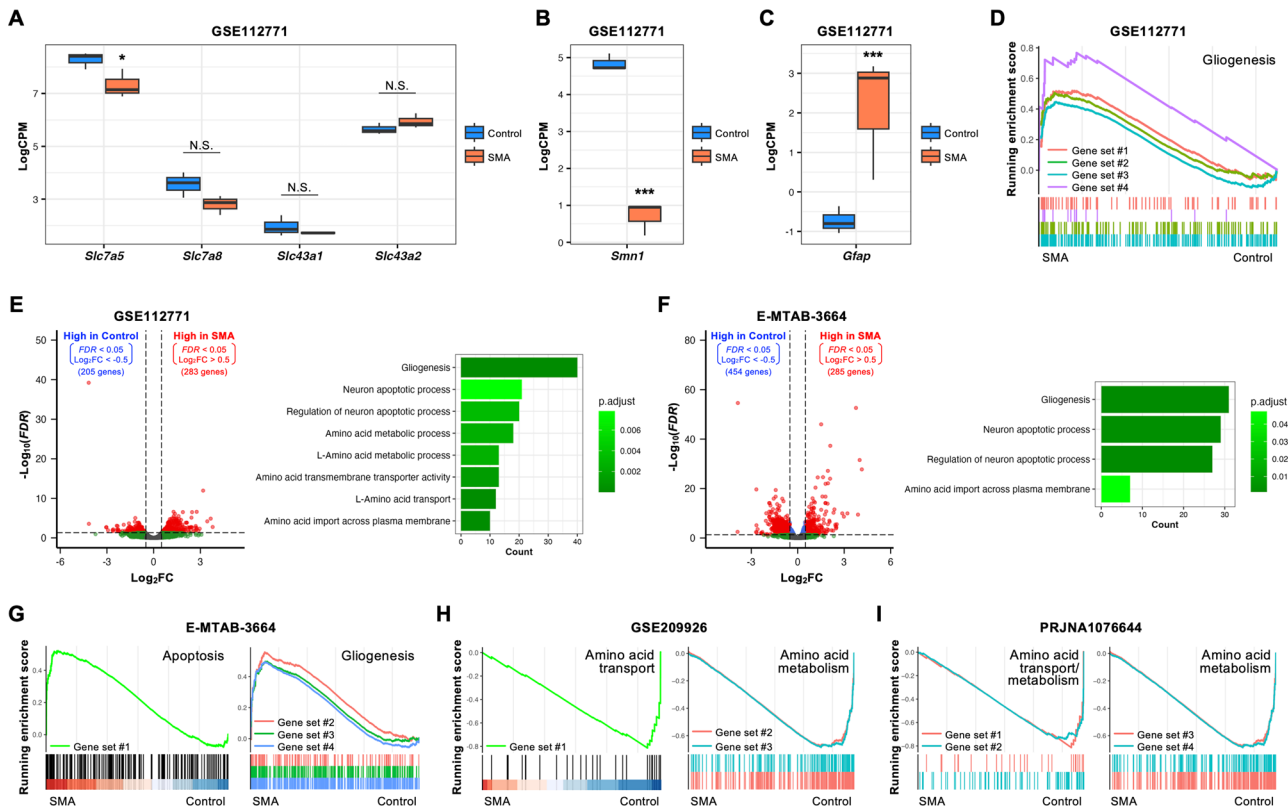 A
GSE112771
LogCPM
7
5
3
*
N.S.
N.S.
N.S.
Slc7a5
Slc7a8
Slc43a1
Slc43a2
Control
SMA
B
GSE112771
LogCPM
5
4
3
2
1
0
***
Smn1
Control
SMA
C
GSE112771
LogCPM
3
2
1
0
-1
***
Gfap
Control
SMA
D
GSE112771
Running enrichment score
0.8
0.6
0.4
0.2
0.0
Gliogenesis
Gene set #1
Gene set #2
Gene set #3
Gene set #4
SMA
Control
E
GSE112771
High in Control
FDR < 0.05
Log₂FC < -0.5
(205 genes)
High in SMA
FDR < 0.05
Log₂FC > 0.5
(283 genes)
-Log₁₀(FDR)
50
40
30
20
10
0
-6
-3
0
3
Log₂FC
Gliogenesis
Neuron apoptotic process
Regulation of neuron apoptotic process
Amino acid metabolic process
L-Amino acid metabolic process
Amino acid transmembrane transporter activity
L-Amino acid transport
Amino acid import across plasma membrane
0
10
20
30
40
Count
p.adjust
0.006
0.004
0.002
F
E-MTAB-3664
High in Control
FDR < 0.05
Log₂FC < -0.5
(454 genes)
High in SMA
FDR < 0.05
Log₂FC > 0.5
(285 genes)
-Log₁₀(FDR)
80
60
40
20
0
-6
-3
0
3
6
Log₂FC
Gliogenesis
Neuron apoptotic process
Regulation of neuron apoptotic process
Amino acid import across plasma membrane
0
10
20
30
Count
p.adjust
0.04
0.03
0.02
0.01
G
E-MTAB-3664
Running enrichment score
0.4
0.2
0.0
Apoptosis
Gene set #1
SMA
Control
0.4
0.2
0.0
Gliogenesis
Gene set #2
Gene set #3
Gene set #4
SMA
Control
H
GSE209926
Running enrichment score
0.0
-0.2
-0.4
-0.6
-0.8
Amino acid
transport
Gene set #1
SMA
Control
0.0
-0.2
-0.4
-0.6
Amino acid
metabolism
Gene set #2
Gene set #3
SMA
Control
I
PRJNA1076644
Running enrichment score
0.0
-0.2
-0.4
-0.6
-0.8
Amino acid
transport/
metabolism
Gene set #1
Gene set #2
SMA
Control
0.0
-0.2
-0.4
-0.6
Amino acid
metabolism
Gene set #3
Gene set #4
SMA
Control